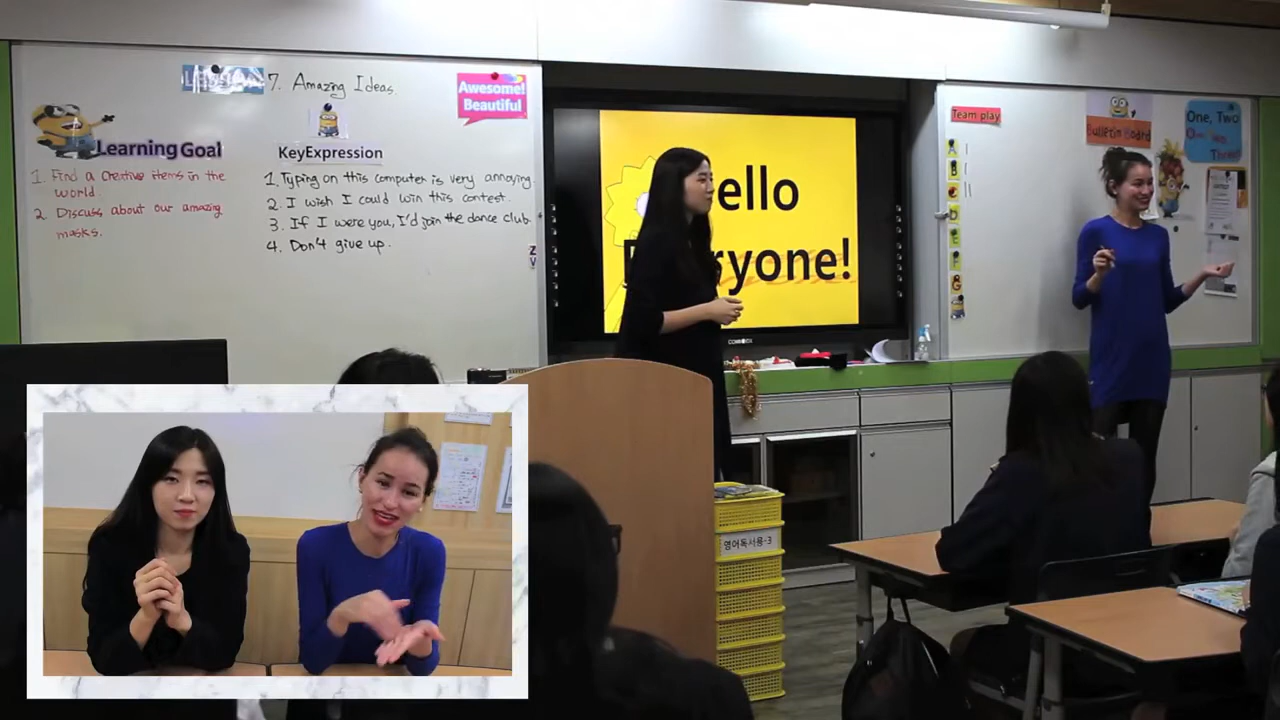 Lesson 7. Amazing Ideas.
Awesome!
Beautiful
Learning Goal
1. Find a creative items in the
world.
2. Discuss about our amazing
masks.
KeyExpression
1. Typing on this computer is very annoying.
2. I wish I could win this contest.
3. If I were you, I'd join the dance club.
4. Don't give up.
Hello
Everyone!
Team play
A
B
C
D
E
F
G
Bulletin Board
One, Two
영어독서용-3